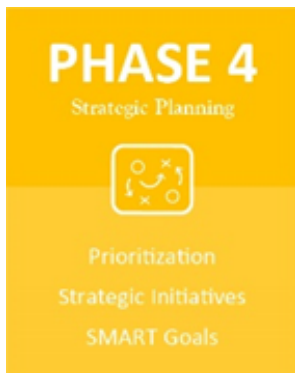 PHASE 4
Strategic Planning
Prioritization
Strategic Initiatives
SMART Goals